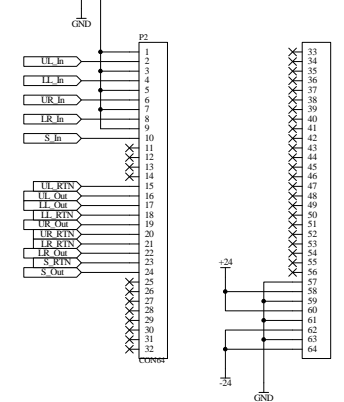 GND
P2
1
UL_In 2
3
LL_In 4
5
UR_In 6
7
LR_In 8
9
S_In 10
11
12
13
14
UL_RTN 15
UL_Out 16
LL_Out 17
LL_RTN 18
UR_Out 19
UR_RTN 20
LR_RTN 21
LR_Out 22
S_RTN 23
S_Out 24
25
26
27
28
29
30
31
32
CON64
33
34
35
36
37
38
39
40
41
42
43
44
45
46
47
48
49
50
51
52
53
54
55
56
57
58
59
60
61
62
63
64
+24
-24
GND